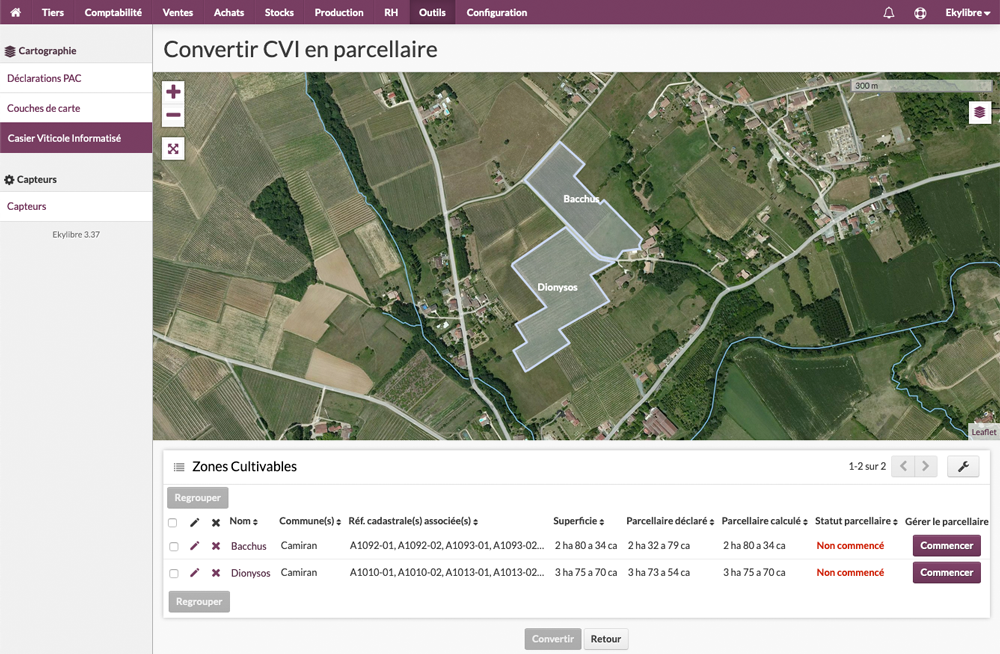 Tiers Comptabilité Ventes Achats Stocks Production RH Outils Configuration Ekylibre
Cartographie
Déclarations PAC
Couches de carte
Casier Viticole Informatisé
Capteurs
Capteurs
Ekylibre 3.37
Convertir CVI en parcellaire
300 m
Bacchus
Dionysos
Leaflet
Zones Cultivables 1-2 sur 2
Regrouper
Nom Commune(s) Réf. cadastrale(s) associée(s) Superficie Parcellaire déclaré Parcellaire calculé Statut parcellaire Gérer le parcellaire
Bacchus Camiran A1092-01, A1092-02, A1093-01, A1093-02... 2 ha 80 a 34 ca 2 ha 32 a 79 ca 2 ha 80 a 34 ca Non commencé Commencer
Dionysos Camiran A1010-01, A1010-02, A1013-01, A1013-02... 3 ha 75 a 70 ca 3 ha 73 a 54 ca 3 ha 75 a 70 ca Non commencé Commencer
Regrouper
Convertir Retour